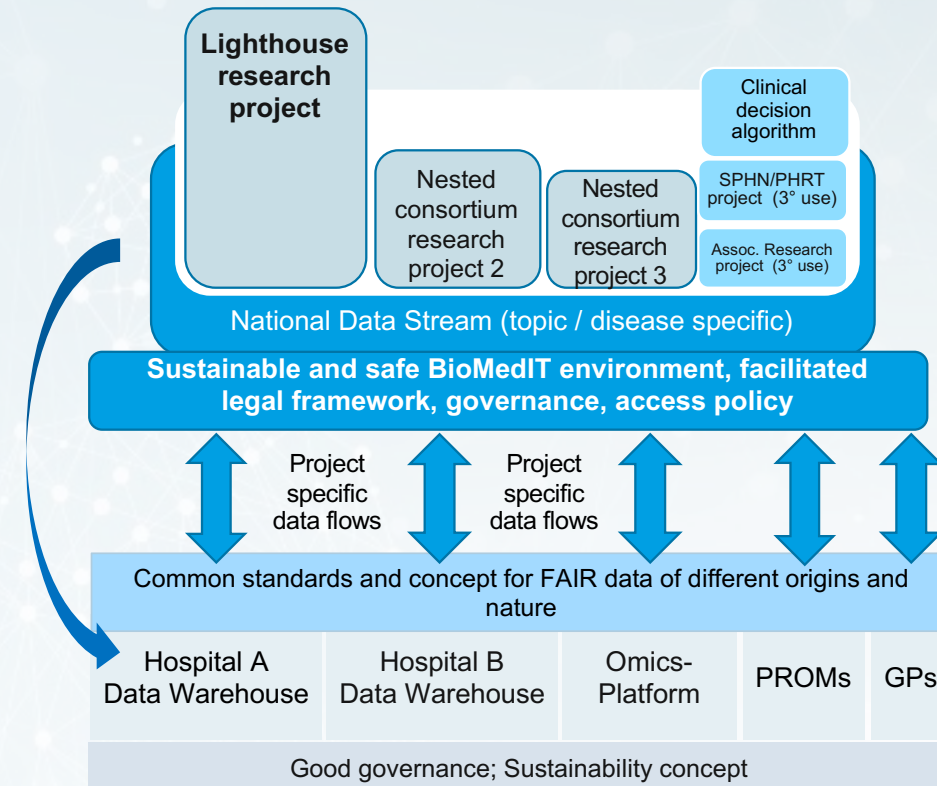 Lighthouse
research
project
Clinical
decision
algorithm
Nested
consortium
research
project 2
Nested
consortium
research
project 3
SPHN/PHRT
project (3° use)
Assoc. Research
project (3° use)
National Data Stream (topic / disease specific)
Sustainable and safe BioMedIT environment, facilitated
legal framework, governance, access policy
Project
specific
data flows
Project
specific
data flows
Common standards and concept for FAIR data of different origins and
nature
Hospital A
Data Warehouse
Hospital B
Data Warehouse
Omics-
Platform
PROMs
GPs
Good governance; Sustainability concept